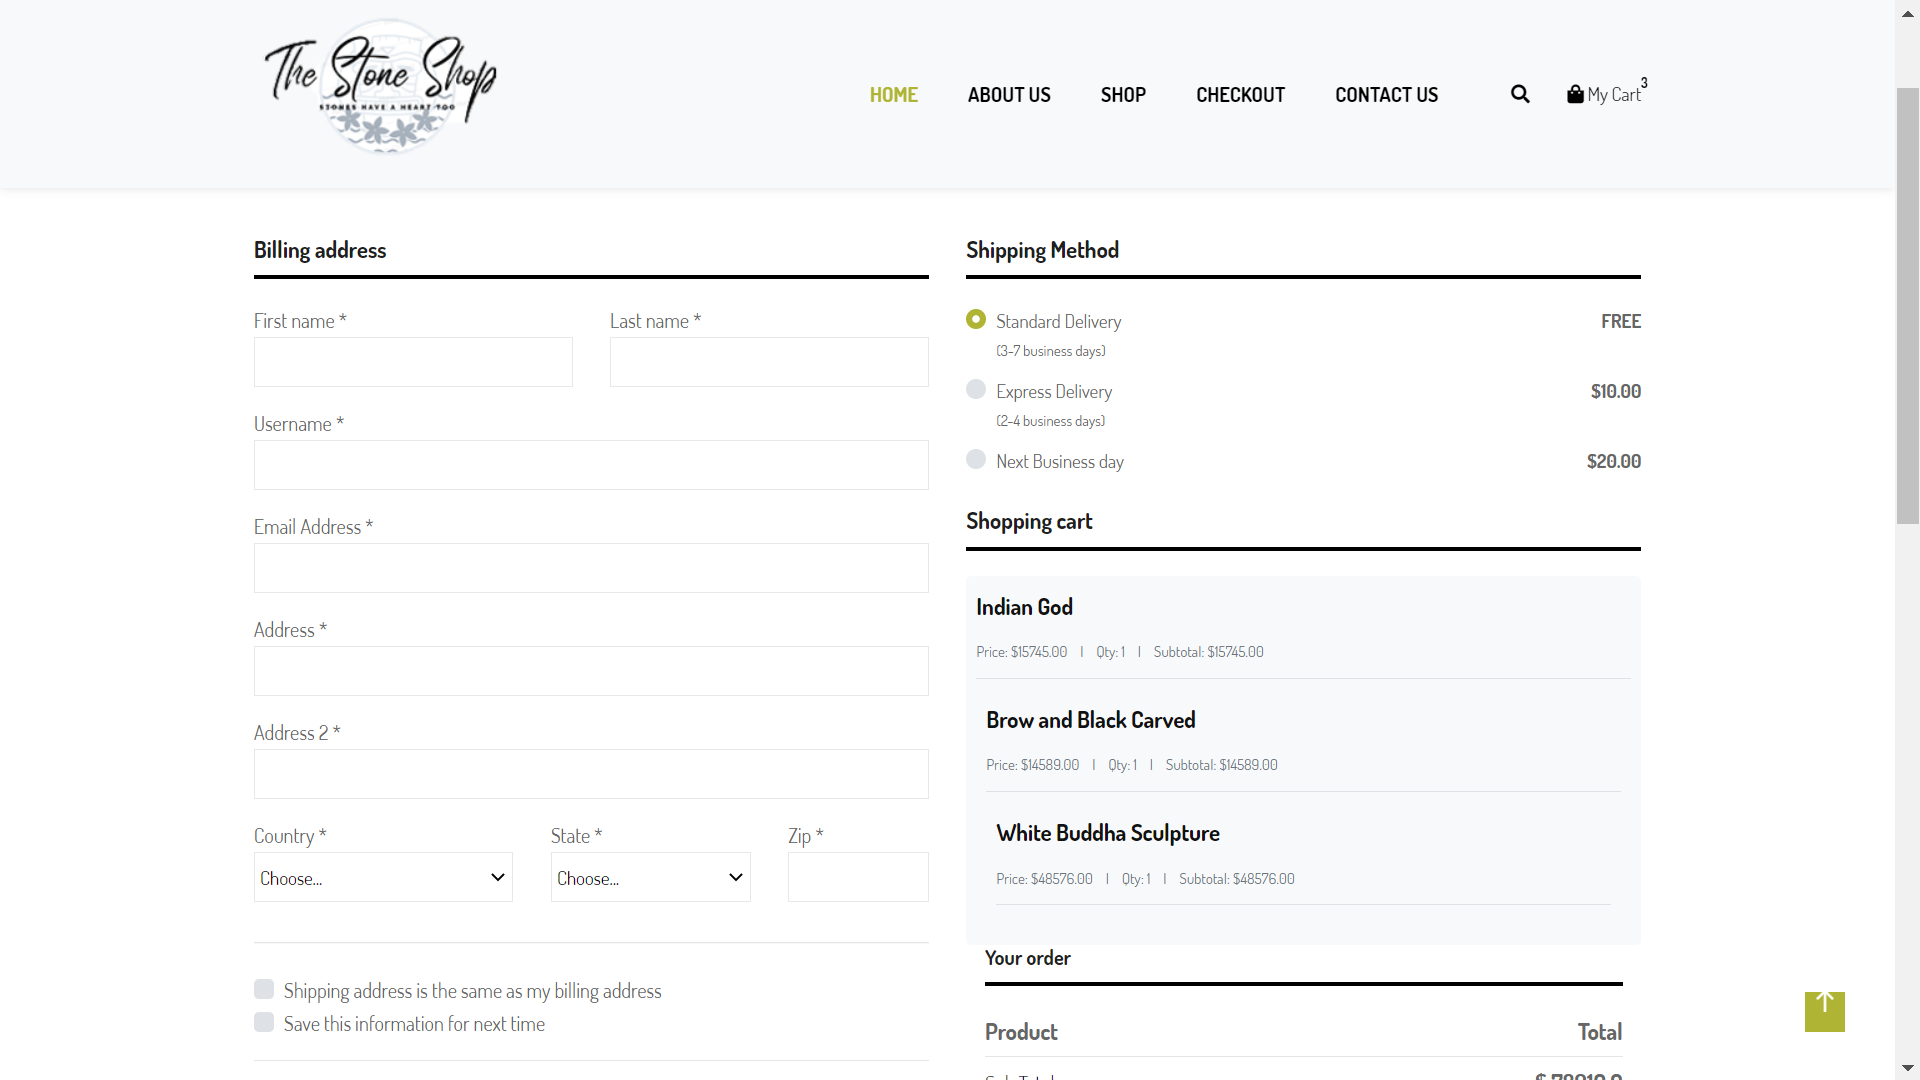 The Stone Shop
STONES HAVE A HEART TOO
HOME
ABOUT US
SHOP
CHECKOUT
CONTACT US
My Cart
3
Billing address
First name *
Last name *
Username *
Email Address *
Address *
Address 2 *
Country *
State *
Zip *
Choose...
Choose...
Shipping address is the same as my billing address
Save this information for next time
Shipping Method
Standard Delivery
FREE
(3-7 business days)
Express Delivery
$10.00
(2-4 business days)
Next Business day
$20.00
Shopping cart
Indian God
Price: $15745.00 | Qty: 1 | Subtotal: $15745.00
Brow and Black Carved
Price: $14589.00 | Qty: 1 | Subtotal: $14589.00
White Buddha Sculpture
Price: $48576.00 | Qty: 1 | Subtotal: $48576.00
Your order
Product
Total